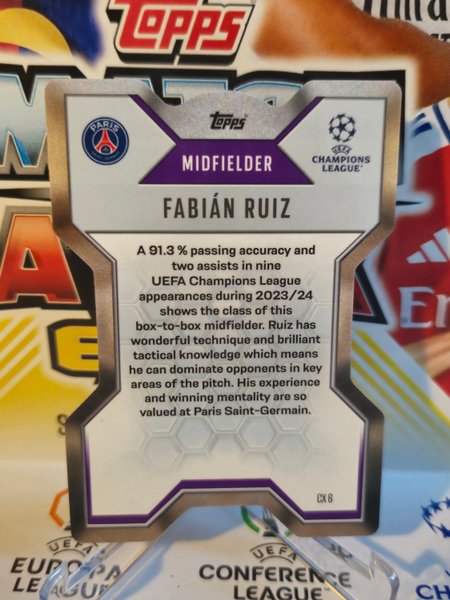 Topps
PARIS
Topps
MIDFIELDER
UEFA
CHAMPIONS
LEAGUE
FABIÁN RUIZ
A 91.3 % passing accuracy and
two assists in nine
UEFA Champions League
appearances during 2023/24
shows the class of this
box-to-box midfielder. Ruiz has
wonderful technique and brilliant
tactical knowledge which means
he can dominate opponents in key
areas of the pitch. His experience
and winning mentality are so
valued at Paris Saint-Germain.
CX 6
UEFA
EUROPA
LEAGUE
UEFA
CONFERENCE
LEAGUE